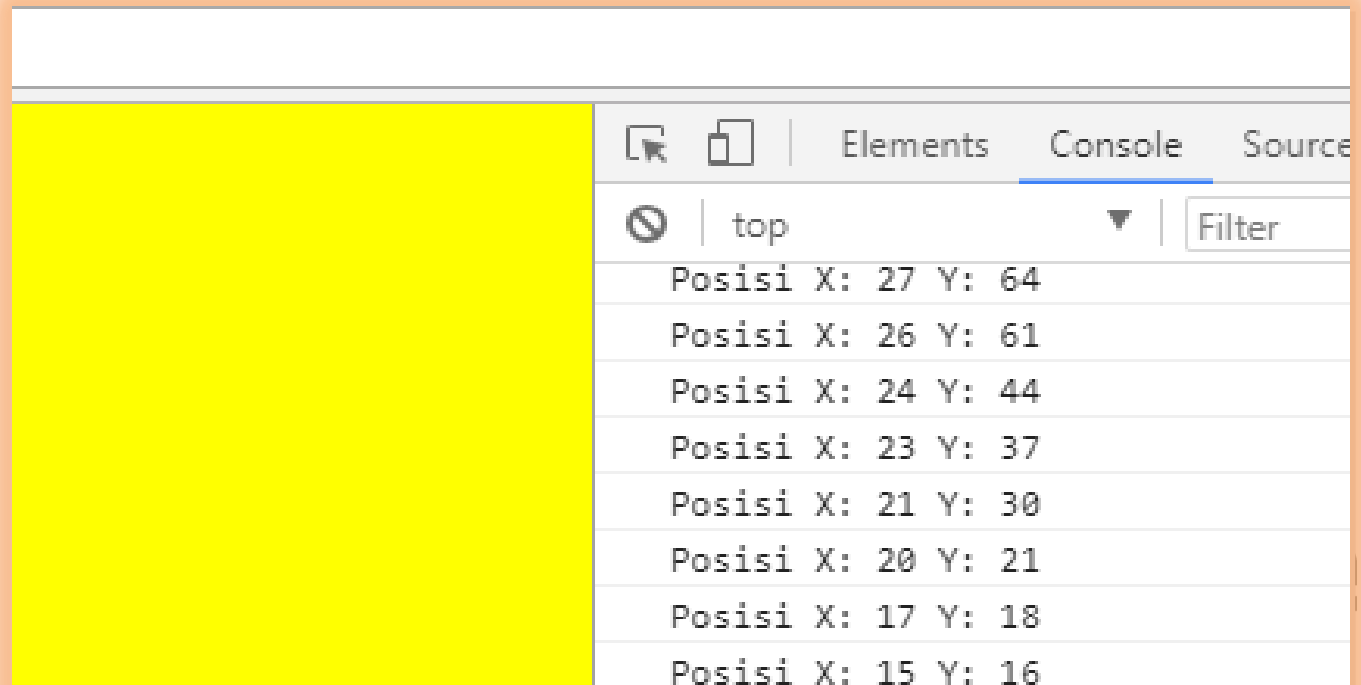 Elements Console Source
top Filter
Posisi X: 27 Y: 64
Posisi X: 26 Y: 61
Posisi X: 24 Y: 44
Posisi X: 23 Y: 37
Posisi X: 21 Y: 30
Posisi X: 20 Y: 21
Posisi X: 17 Y: 18
Posisi X: 15 Y: 16